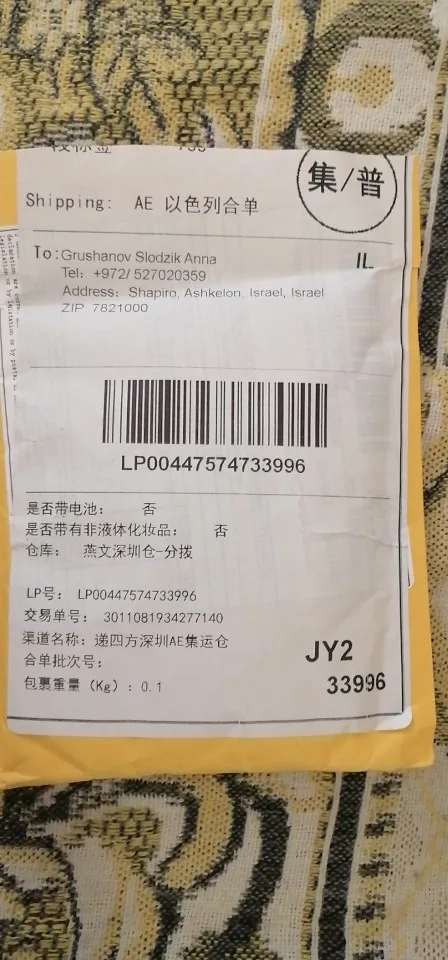 集/普
Shipping: AE 以色列合单
To: Grushanov Slodzik Anna
IL
Tel: +972/ 527020359
Address: Shapiro, Ashkelon, Israel, Israel
ZIP: 7821000
LP00447574733996
是否带电池： 否
是否带有非液体化妆品： 否
仓库： 燕文深圳仓-分拨
LP号： LP00447574733996
交易单号： 3011081934277140
渠道名称：递四方深圳AE集运仓
合单批次号：
包裹重量（Kg）：0.1
JY2
33996